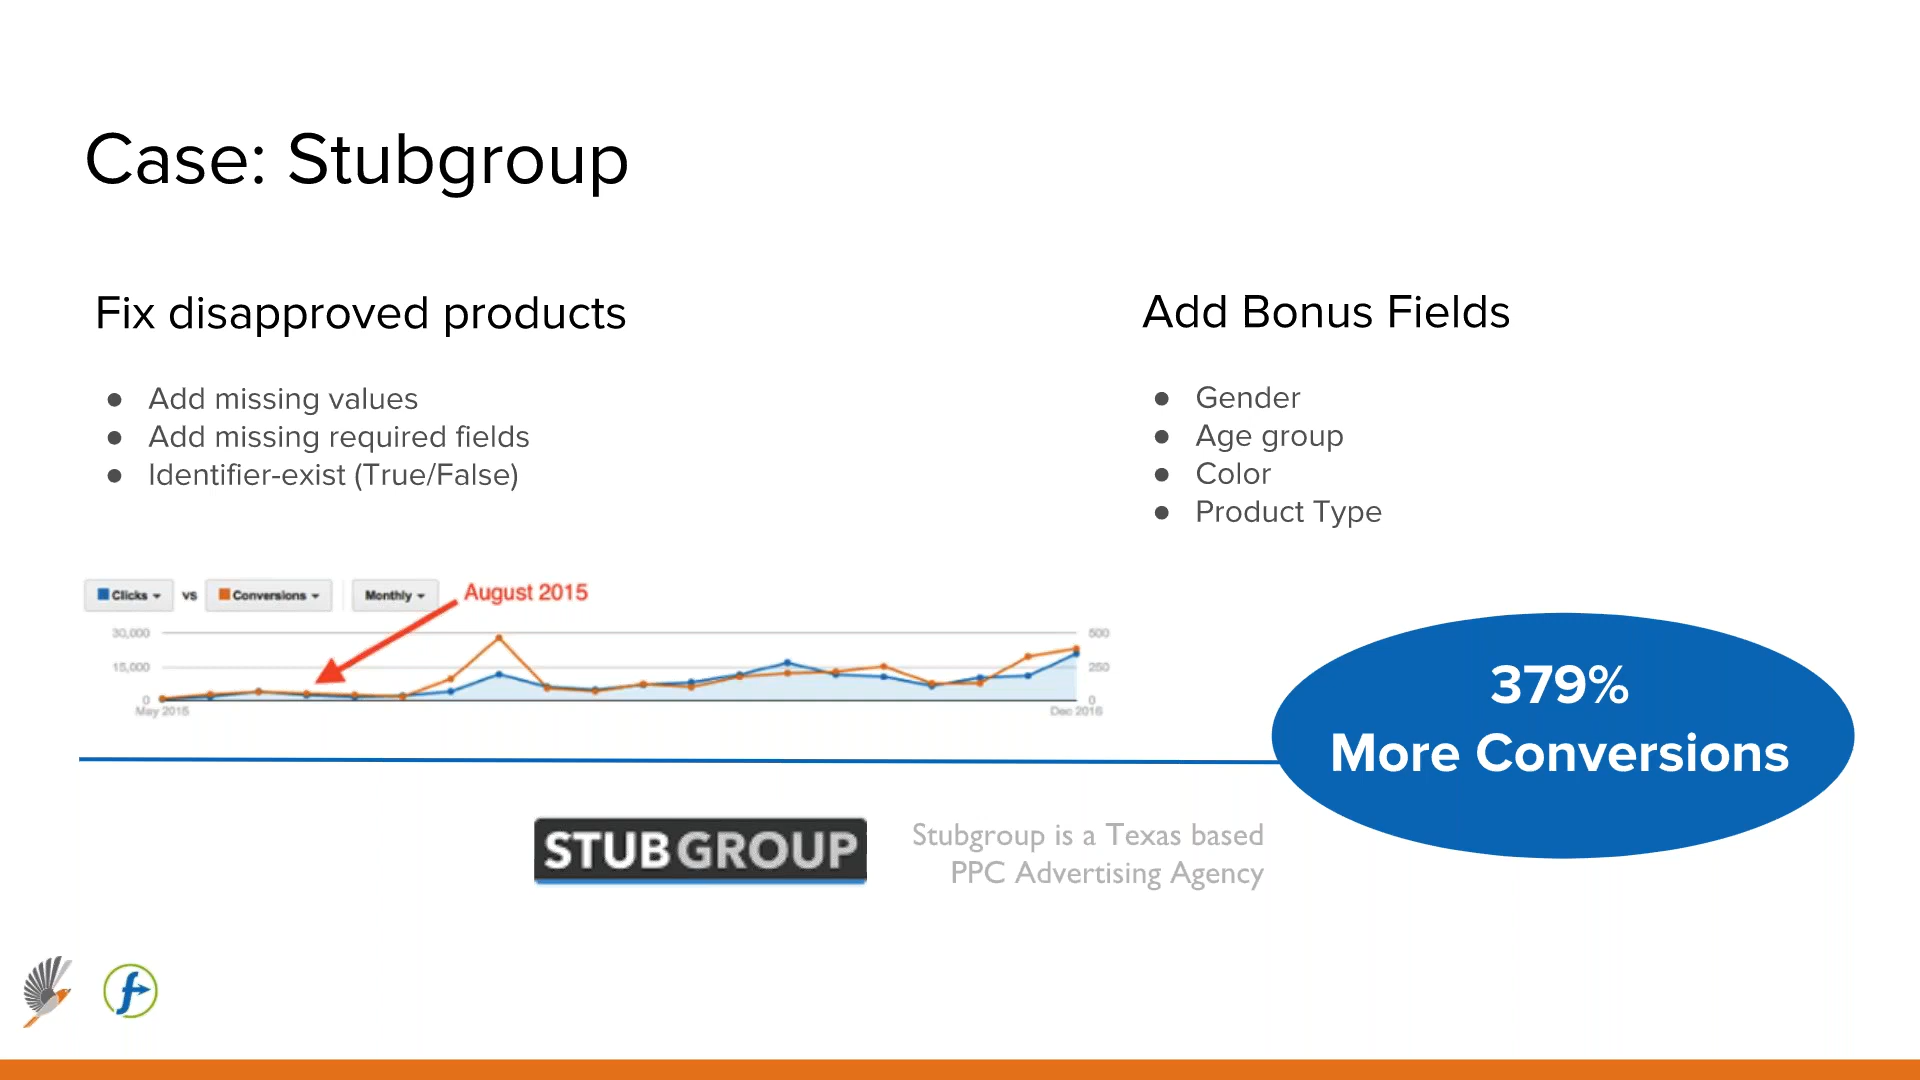 Case: Stubgroup
Fix disapproved products
● Add missing values
● Add missing required fields
● Identifier-exist (True/False)
Add Bonus Fields
● Gender
● Age group
● Color
● Product Type
Clicks vs Conversions Monthly
August 2015
30,000
15,000
0
500
250
0
May 2015
Dec 2016
379%
More Conversions
STUBGROUP
Stubgroup is a Texas based
PPC Advertising Agency